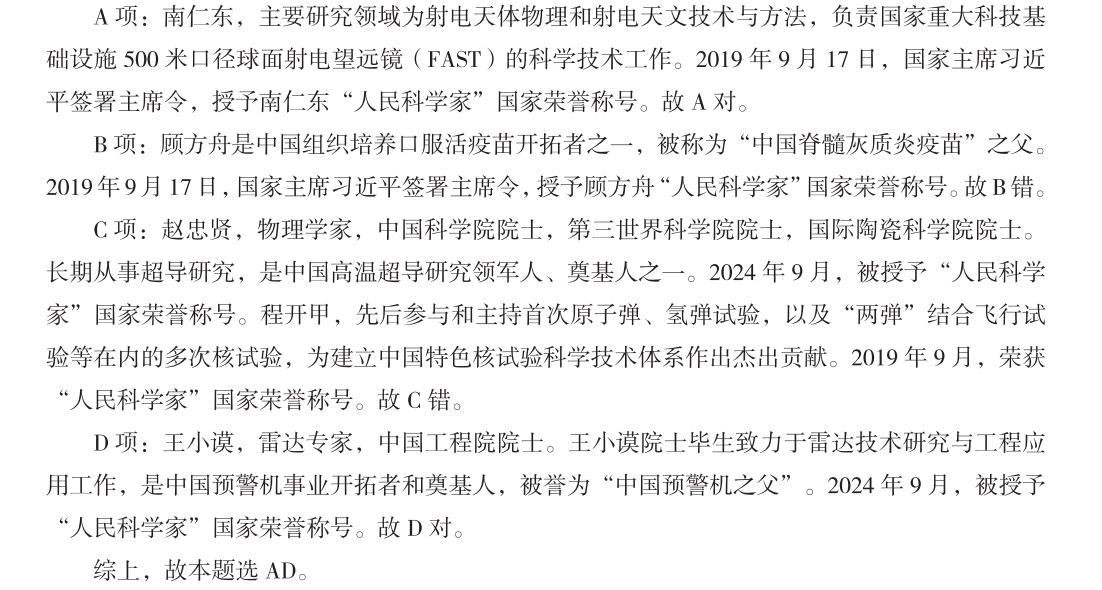 A 项：南仁东，主要研究领域为射电天体物理和射电天文技术与方法，负责国家重大科技基
础设施 500 米口径球面射电望远镜（FAST）的科学技术工作。2019 年 9 月 17 日，国家主席习近
平签署主席令，授予南仁东“人民科学家”国家荣誉称号。故 A 对。
B 项：顾方舟是中国组织培养口服活疫苗开拓者之一，被称为“中国脊髓灰质炎疫苗”之父。
2019 年 9 月 17 日，国家主席习近平签署主席令，授予顾方舟“人民科学家”国家荣誉称号。故 B 错。
C 项：赵忠贤，物理学家，中国科学院院士，第三世界科学院院士，国际陶瓷科学院院士。
长期从事超导研究，是中国高温超导研究领军人、奠基人之一。2024 年 9 月，被授予“人民科学
家”国家荣誉称号。程开甲，先后参与和主持首次原子弹、氢弹试验，以及“两弹”结合飞行试
验等在内的多次核试验，为建立中国特色核试验科学技术体系作出杰出贡献。2019 年 9 月，荣获
“人民科学家”国家荣誉称号。故 C 错。
D 项：王小谟，雷达专家，中国工程院院士。王小谟院士毕生致力于雷达技术研究与工程应
用工作，是中国预警机事业开拓者和奠基人，被誉为“中国预警机之父”。2024 年 9 月，被授予
“人民科学家”国家荣誉称号。故 D 对。
综上，故本题选 AD。